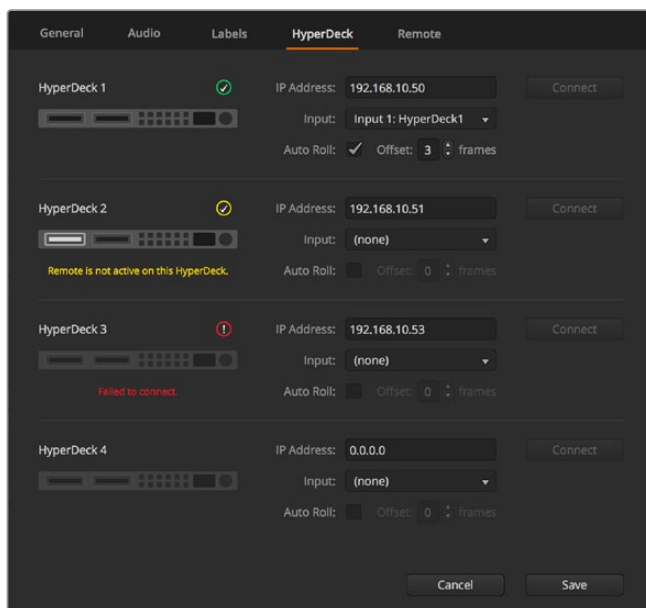 General Audio Labels HyperDeck Remote
HyperDeck 1 IP Address: 192.168.10.50 Connect
Input: Input 1: HyperDeck1
Auto Roll: Offset: 3 frames
HyperDeck 2 IP Address: 192.168.10.51 Connect
Input: (none)
Remote is not active on this HyperDeck. Auto Roll: Offset: 0 frames
HyperDeck 3 IP Address: 192.168.10.53 Connect
Input: (none)
Failed to connect. Auto Roll: Offset: 0 frames
HyperDeck 4 IP Address: 0.0.0.0 Connect
Input: (none)
Auto Roll: Offset: 0 frames
Cancel Save